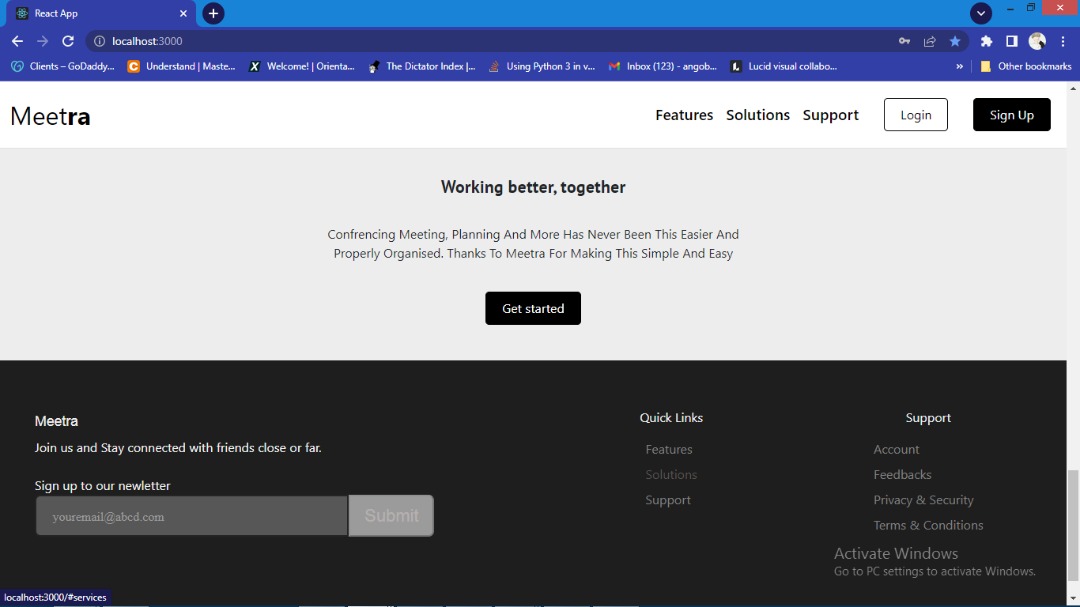 React App
localhost:3000
Clients – GoDaddy... Understand | Maste... Welcome! | Orienta... The Dictator Index |... Using Python 3 in v... Inbox (123) - angob... Lucid visual collabo... » Other bookmarks
Meetra Features Solutions Support Login Sign Up
Working better, together
Confrencing Meeting, Planning And More Has Never Been This Easier And
Properly Organised. Thanks To Meetra For Making This Simple And Easy
Get started
Meetra
Join us and Stay connected with friends close or far.
Sign up to our newletter
youremail@abcd.com Submit
Quick Links
Features
Solutions
Support
Support
Account
Feedbacks
Privacy & Security
Terms & Conditions
Activate Windows
Go to PC settings to activate Windows.
localhost:3000/#services